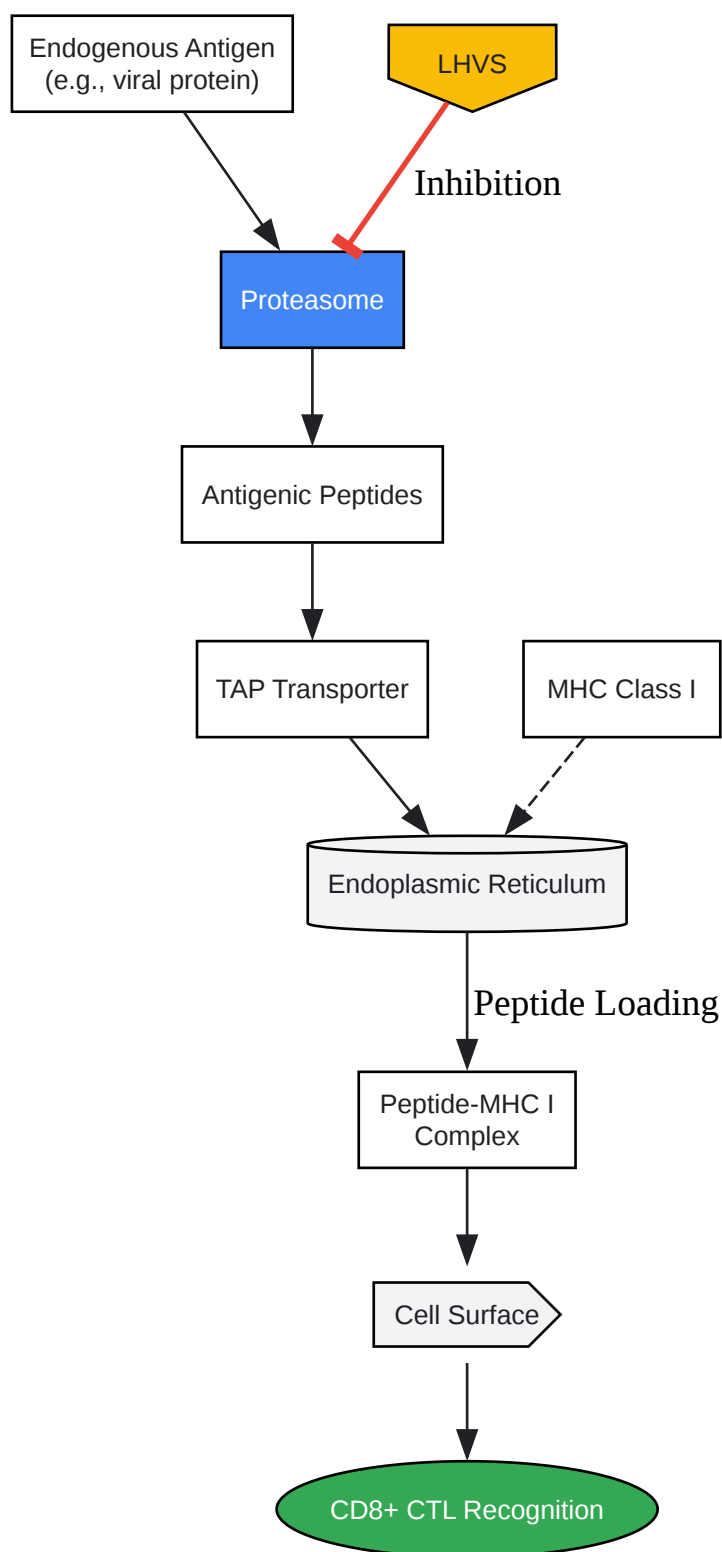 Endogenous Antigen
(e.g., viral protein)
LHVS
Inhibition
Proteasome
Antigenic Peptides
TAP Transporter
MHC Class I
Endoplasmic Reticulum
Peptide Loading
Peptide-MHC I
Complex
Cell Surface
CD8+ CTL Recognition